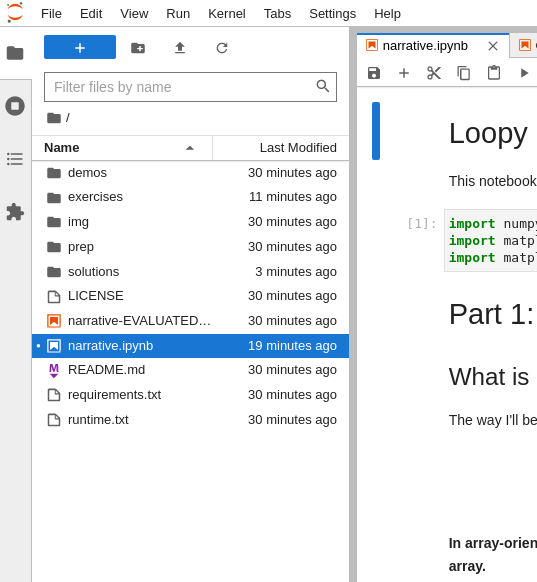 File Edit View Run Kernel Tabs Settings Help
narrative.ipynb
Filter files by name
/
Name Last Modified
demos 30 minutes ago
exercises 11 minutes ago
img 30 minutes ago
prep 30 minutes ago
solutions 3 minutes ago
LICENSE 30 minutes ago
narrative-EVALUATED… 30 minutes ago
narrative.ipynb 19 minutes ago
README.md 30 minutes ago
requirements.txt 30 minutes ago
runtime.txt 30 minutes ago
Loopy
This notebook
[1]: import numpy
import matpl
import matpl
Part 1:
What is
The way I'll be
In array-orien
array.